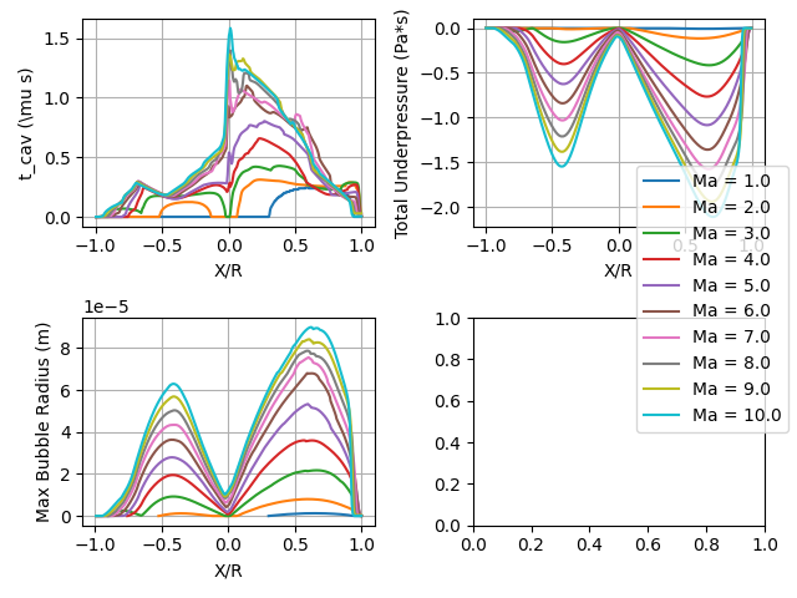 t_cav (\\mu s)
1.5
1.0
0.5
0.0
−1.0 −0.5 0.0 0.5 1.0
X/R
Total Underpressure (Pa*s)
0.0
−0.5
−1.0
−1.5
−2.0
−1.0 −0.5 0.0 0.5 1.0
X/R
Ma = 1.0
Ma = 2.0
Ma = 3.0
Ma = 4.0
Ma = 5.0
Ma = 6.0
Ma = 7.0
Ma = 8.0
Ma = 9.0
Ma = 10.0
1e−5
Max Bubble Radius (m)
8
6
4
2
0
−1.0 −0.5 0.0 0.5 1.0
X/R
1.0
0.8
0.6
0.4
0.2
0.0
0.0 0.2 0.4 0.6 0.8 1.0